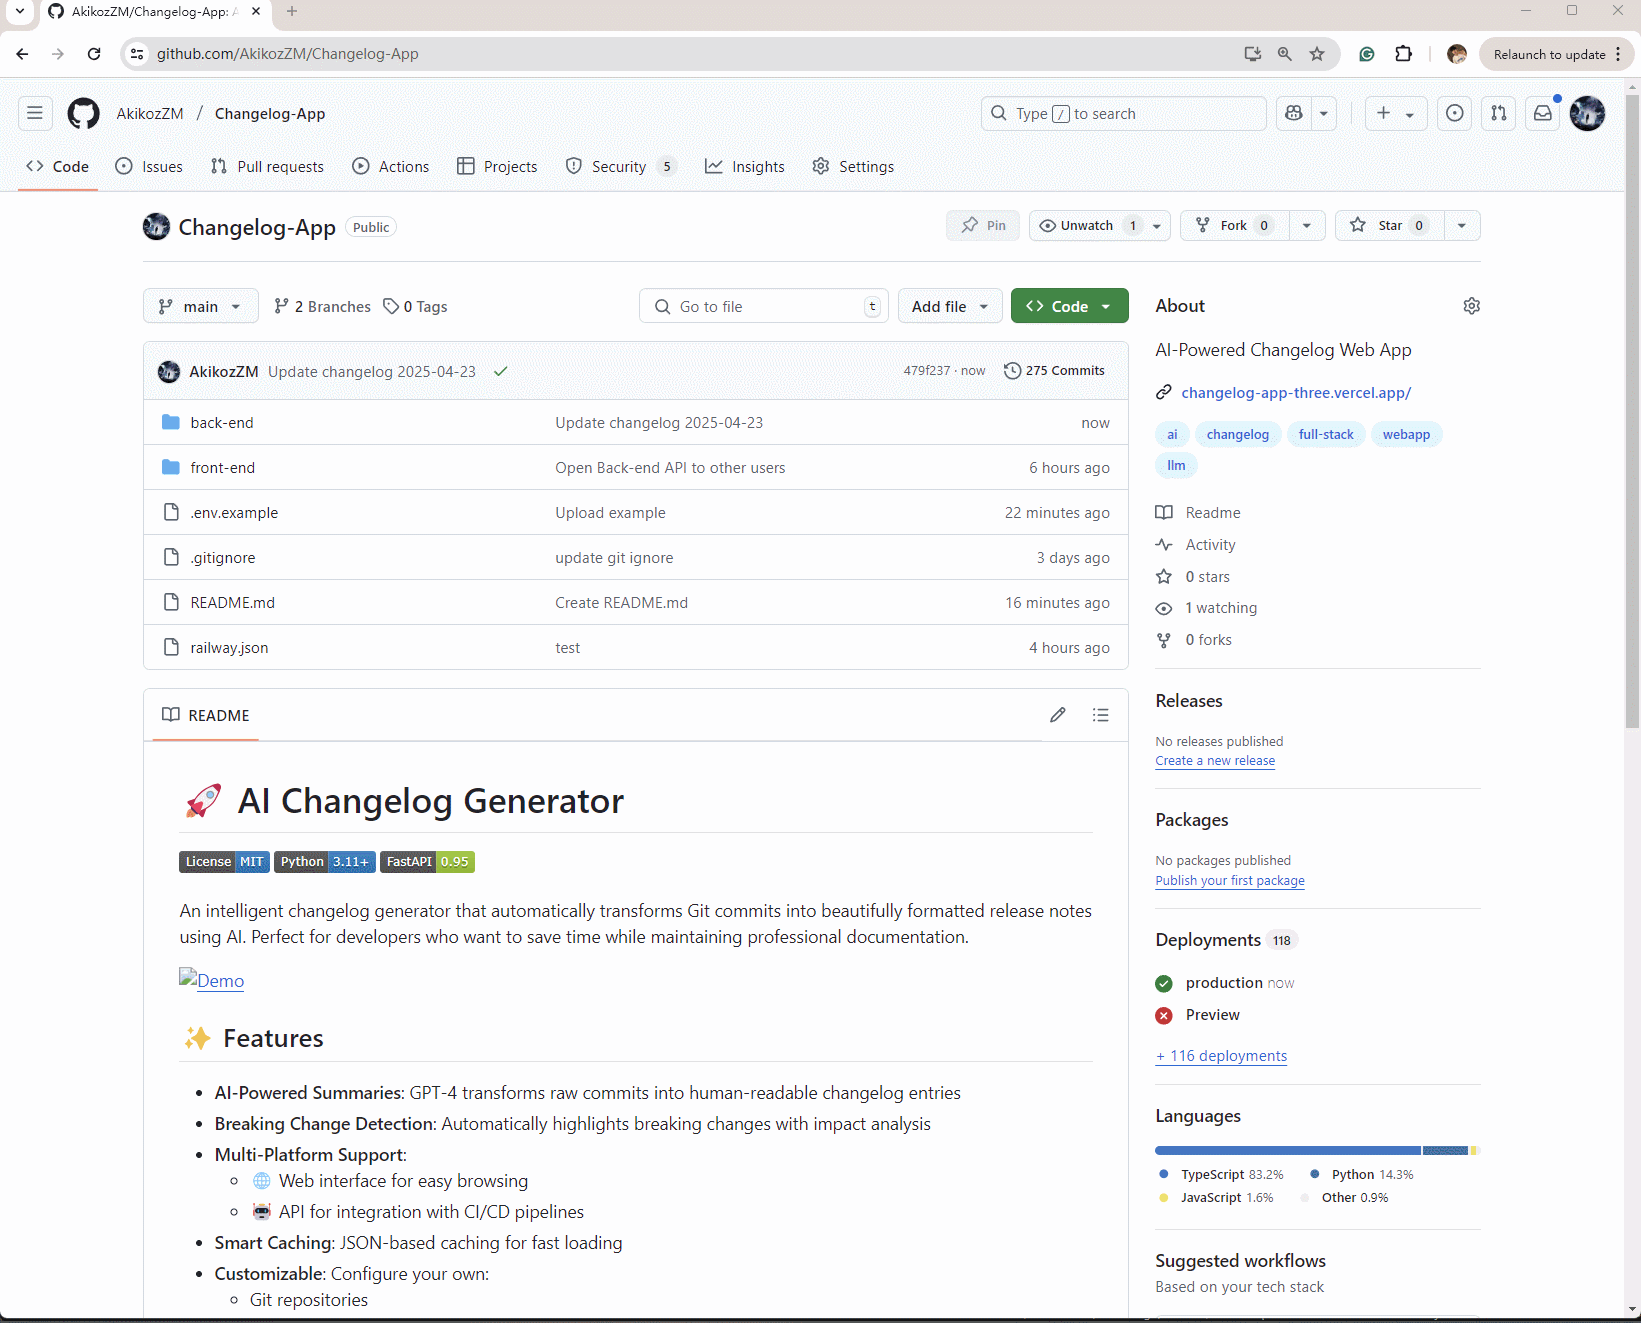 AkikozZM/Changelog-App: A
github.com/AkikozZM/Changelog-App
Relaunch to update
AkikozZM / Changelog-App
Type / to search
Code Issues Pull requests Actions Projects Security 5 Insights Settings
Changelog-App Public
Pin Unwatch 1 Fork 0 Star 0
main 2 Branches 0 Tags Go to file t Add file Code
AkikozZM Update changelog 2025-04-23 479f237 · now 275 Commits
back-end Update changelog 2025-04-23 now
front-end Open Back-end API to other users 6 hours ago
.env.example Upload example 22 minutes ago
.gitignore update git ignore 3 days ago
README.md Create README.md 16 minutes ago
railway.json test 4 hours ago
README
🚀 AI Changelog Generator
License MIT Python 3.11+ FastAPI 0.95
An intelligent changelog generator that automatically transforms Git commits into beautifully formatted release notes
using AI. Perfect for developers who want to save time while maintaining professional documentation.
Demo
✨ Features
• AI-Powered Summaries: GPT-4 transforms raw commits into human-readable changelog entries
• Breaking Change Detection: Automatically highlights breaking changes with impact analysis
• Multi-Platform Support:
◦ 🌐 Web interface for easy browsing
◦ 🤖 API for integration with CI/CD pipelines
• Smart Caching: JSON-based caching for fast loading
• Customizable: Configure your own:
◦ Git repositories
About
AI-Powered Changelog Web App
changelog-app-three.vercel.app/
ai changelog full-stack webapp
llm
Readme
Activity
0 stars
1 watching
0 forks
Releases
No releases published
Create a new release
Packages
No packages published
Publish your first package
Deployments 118
production now
Preview
+ 116 deployments
Languages
TypeScript 83.2% Python 14.3%
JavaScript 1.6% Other 0.9%
Suggested workflows
Based on your tech stack